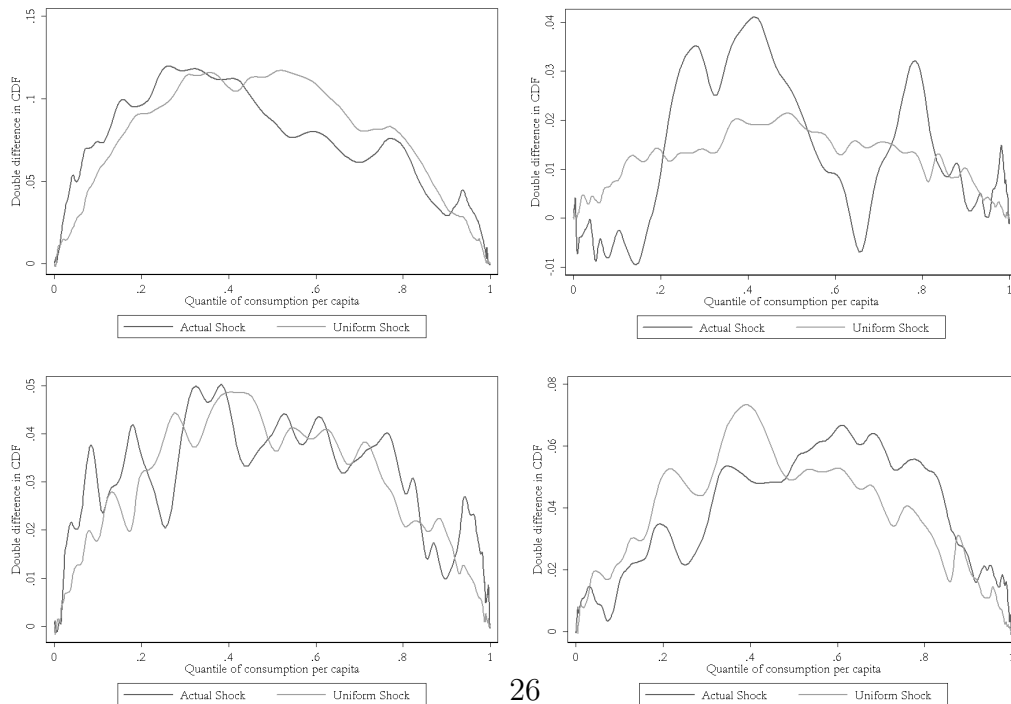 Double difference in CDF
0 .05 .1 .15
0 .2 .4 .6 .8 1
Quantile of consumption per capita
Actual Shock Uniform Shock
Double difference in CDF
-.01 0 .01 .02 .03 .04
0 .2 .4 .6 .8 1
Quantile of consumption per capita
Actual Shock Uniform Shock
Double difference in CDF
0 .01 .02 .03 .04 .05
0 .2 .4 .6 .8 1
Quantile of consumption per capita
Actual Shock Uniform Shock
Double difference in CDF
0 .02 .04 .06 .08
0 .2 .4 .6 .8 1
Quantile of consumption per capita
Actual Shock Uniform Shock
26